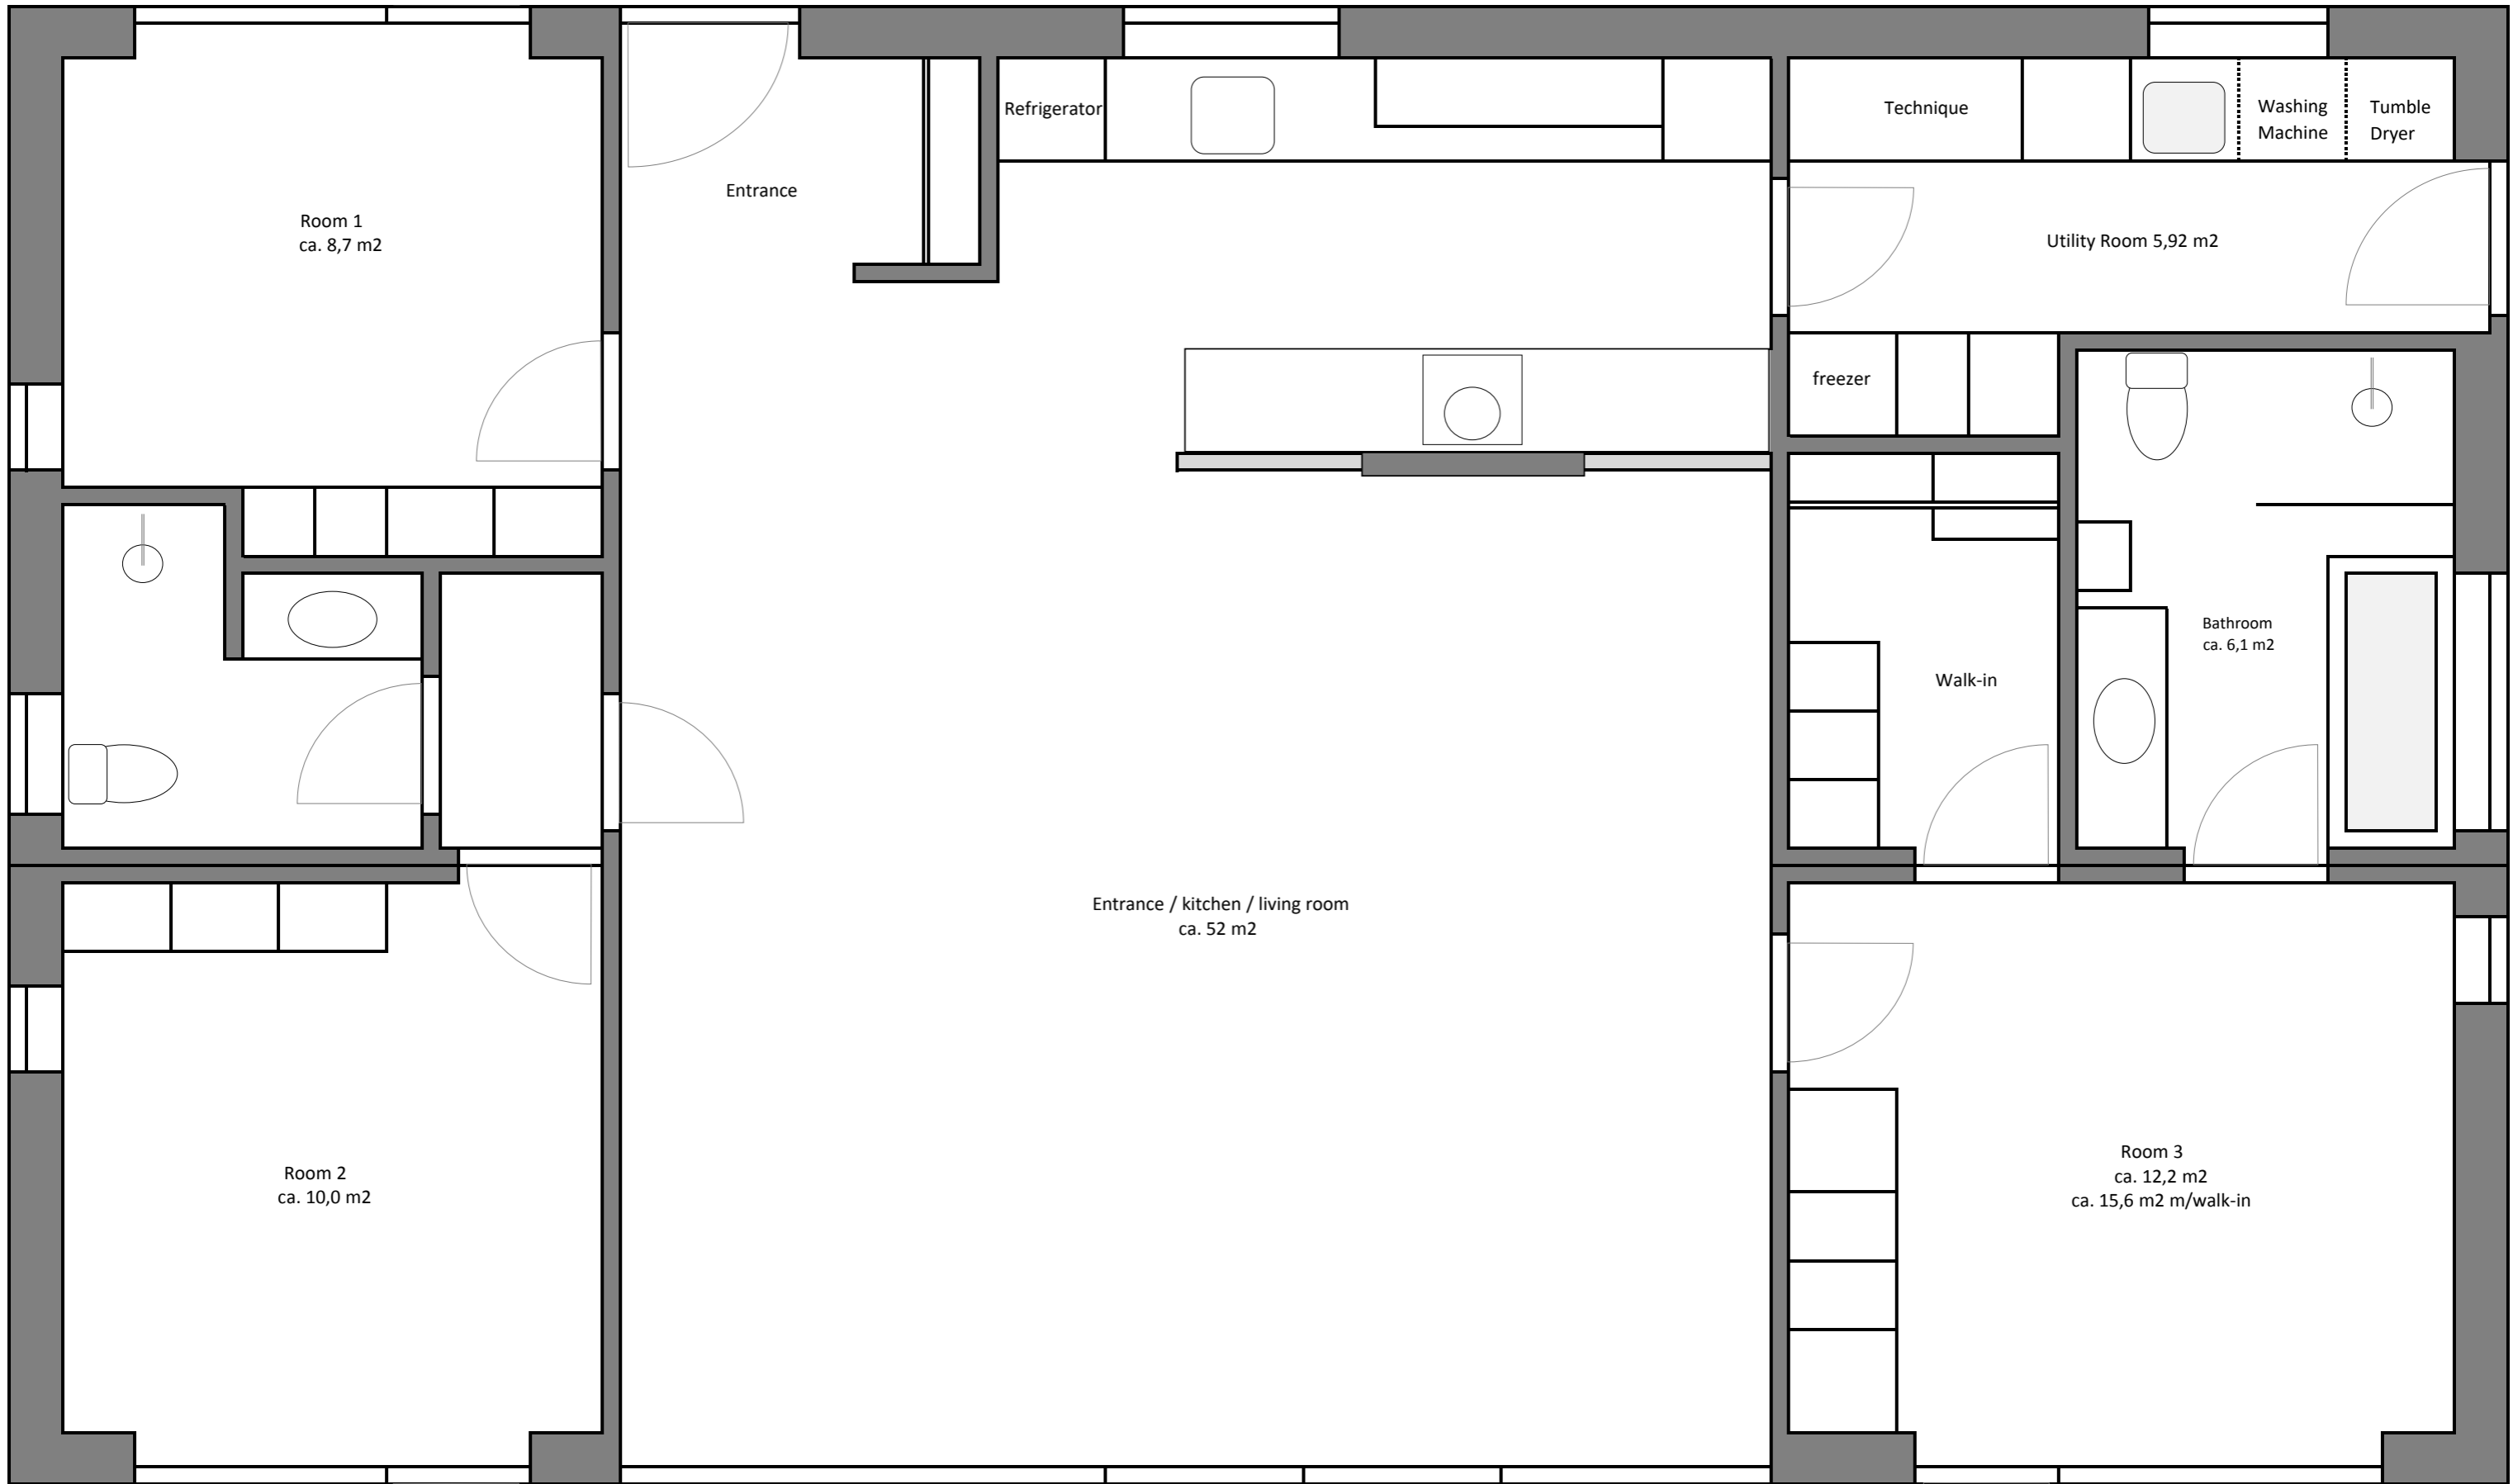 Refrigerator
Technique
Washing
Machine
Tumble
Dryer
Entrance
Room 1
ca. 8,7 m2
Utility Room 5,92 m2
freezer
Bathroom
ca. 6,1 m2
Walk-in
Entrance / kitchen / living room
ca. 52 m2
Room 2
ca. 10,0 m2
Room 3
ca. 12,2 m2
ca. 15,6 m2 m/walk-in